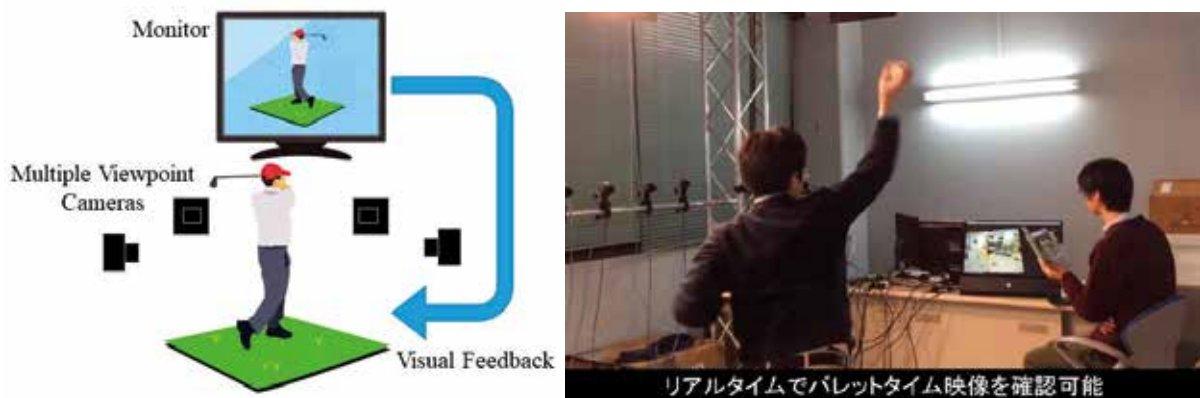 Monitor
Multiple Viewpoint
Cameras
Visual Feedback
リアルタイムでバレットタイム映像を確認可能